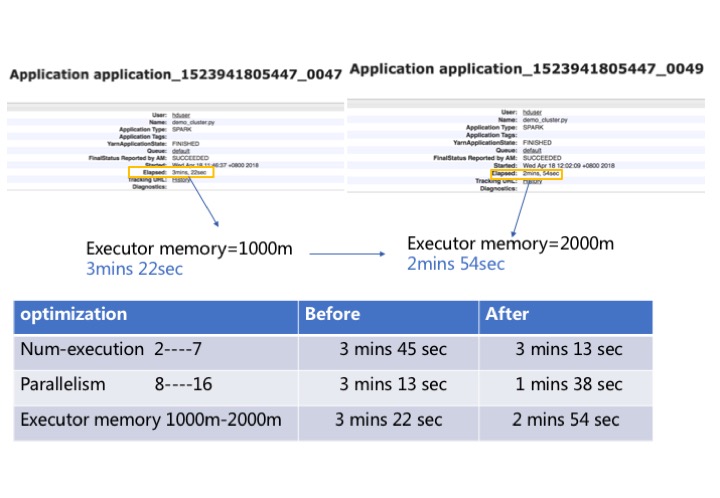 Application application_1523941805447_0047
User: hduser
Name: demo_cluster.py
Application Type: SPARK
Application Tags:
YarnApplicationState: FINISHED
Queue: default
FinalStatus Reported by AM: SUCCEEDED
Started: Wed Apr 18 11:46:37 +0800 2018
Elapsed: 3mins, 22sec
Tracking URL: History
Diagnostics:
Application application_1523941805447_0049
User: hduser
Name: demo_cluster.py
Application Type: SPARK
Application Tags:
YarnApplicationState: FINISHED
Queue: default
FinalStatus Reported by AM: SUCCEEDED
Started: Wed Apr 18 12:02:09 +0800 2018
Elapsed: 2mins, 54sec
Tracking URL: History
Diagnostics:
Executor memory=1000m
3mins 22sec
Executor memory=2000m
2mins 54sec
optimization Before After
Num-execution 2----7 3 mins 45 sec 3 mins 13 sec
Parallelism 8----16 3 mins 13 sec 1 mins 38 sec
Executor memory 1000m-2000m 3 mins 22 sec 2 mins 54 sec